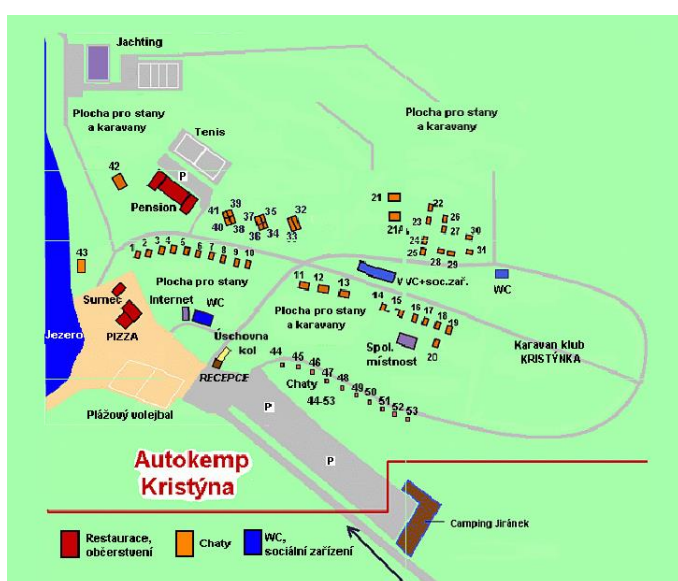 Jachting
Plocha pro stany
a karavany
Plocha pro stany
a karavany
Tenis
P
42
Pension
41
39
40
38
37
35
36
34
32
33
21
21A
22
23
26
27
24
25
28
29
30
31
43
1
2
3
4
5
6
7
8
9
10
Plocha pro stany
11
12
13
WC+soc.zař.
WC
Sumec
Internet
WC
Plocha pro stany
a karavany
14
15
16
17
18
19
20
Jezero
PIZZA
Úschovna
kol
RECEPCE
Spol.
místnost
Karavan klub
KRISTÝNKA
44
45
46
47
48
49
50
51
52
53
Chaty
44-53
Plážový volejbal
P
P
Autokemp
Kristýna
Camping Jiránek
Restaurace,
občerstvení
Chaty
WC,
sociální zařízení